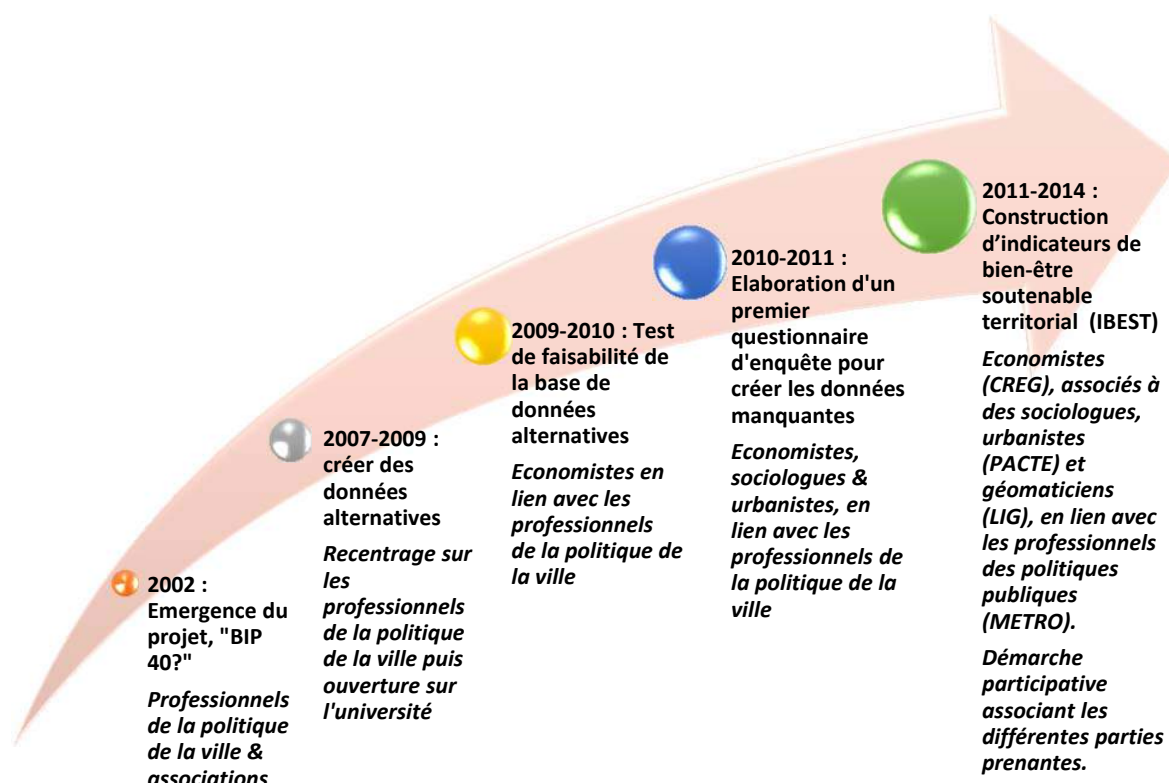 2002 :
Emergence du
projet, "BIP
40?"
Professionnels
de la politique
de la ville &
associations
2007-2009 :
créer des
données
alternatives
Recentrage sur
les
professionnels
de la politique
de la ville puis
ouverture sur
l'université
2009-2010 : Test
de faisabilité de
la base de
données
alternatives
Economistes en
lien avec les
professionnels
de la politique de
la ville
2010-2011 :
Elaboration d'un
premier
questionnaire
d'enquête pour
créer les données
manquantes
Economistes,
sociologues &
urbanistes, en
lien avec les
professionnels de
la politique de la
ville
2011-2014 :
Construction
d’indicateurs de
bien-être
soutenable
territorial (IBEST)
Economistes
(CREG), associés à
des sociologues,
urbanistes
(PACTE) et
géomaticiens
(LIG), en lien avec
les professionnels
des politiques
publiques
(METRO).
Démarche
participative
associant les
différentes parties
prenantes.